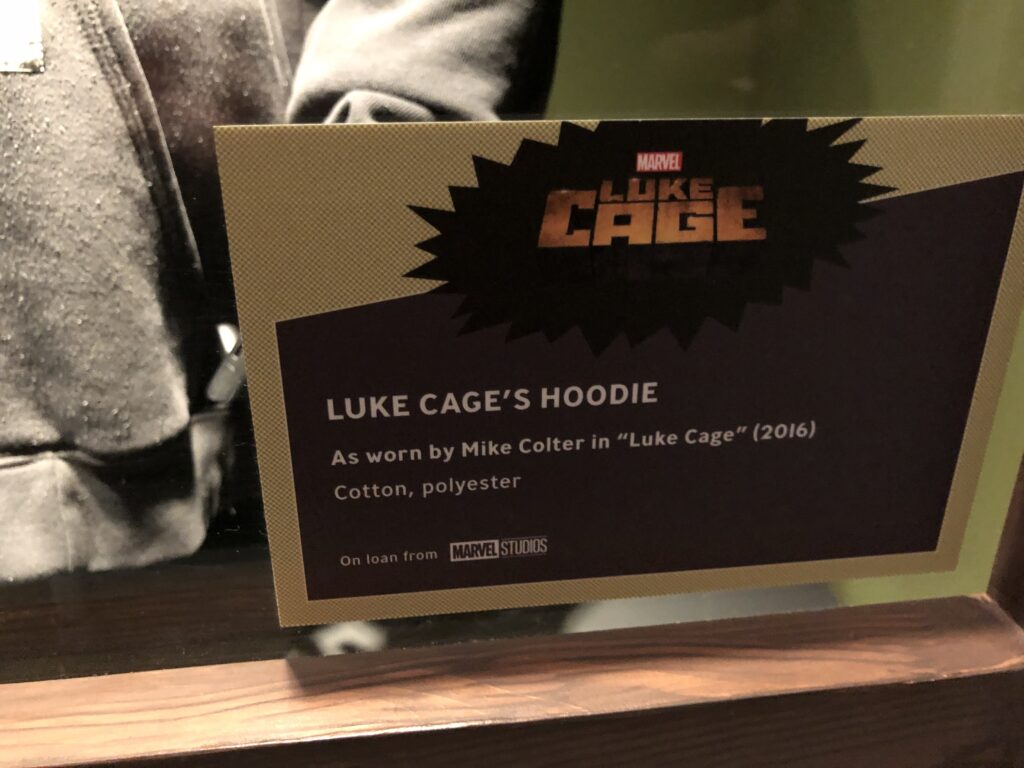 MARVEL
LUKE
CAGE
LUKE CAGE'S HOODIE
As worn by Mike Colter in “Luke Cage” (2016)
Cotton, polyester
On loan from MARVEL STUDIOS